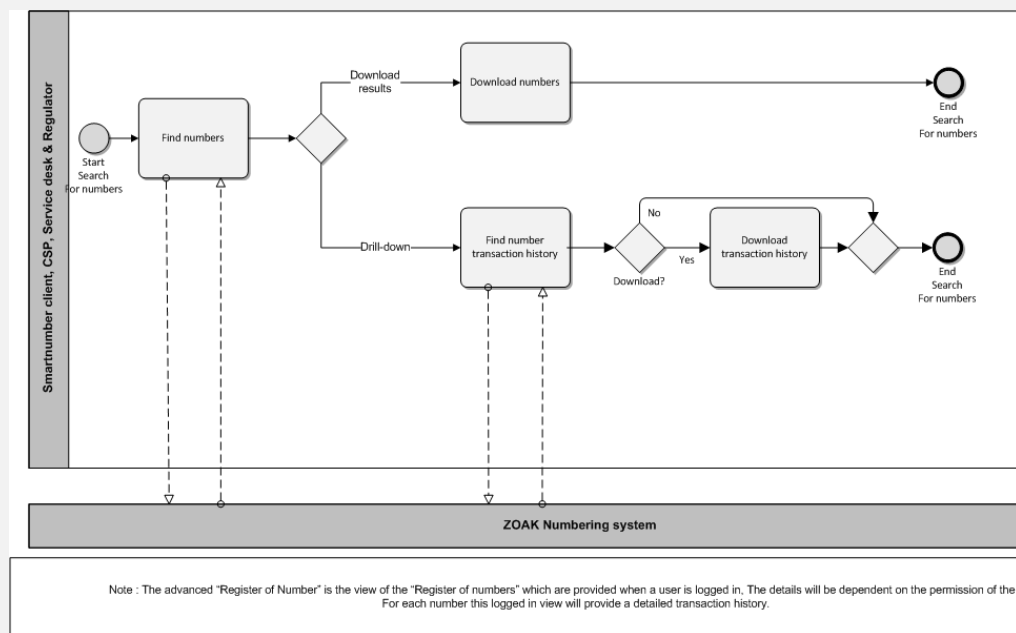 Smartnumber client, CSP, Service desk & Regulator
Start
Search
For numbers
Find numbers
Download
results
Download numbers
End
Search
For numbers
Drill-down
Find number
transaction history
Download?
No
Yes
Download
transaction history
End
Search
For numbers
ZOAK Numbering system
Note : The advanced “Register of Number” is the view of the “Register of numbers” which are provided when a user is logged in. The details will be dependent on the permission of the
For each number this logged in view will provide a detailed transaction history.